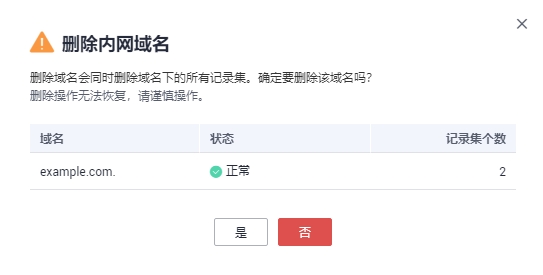 删除内网域名
删除域名会同时删除域名下的所有记录集。确定要删除该域名吗?
删除操作无法恢复，请谨慎操作。
域名 状态 记录集个数
example.com. 正常 2
是 否